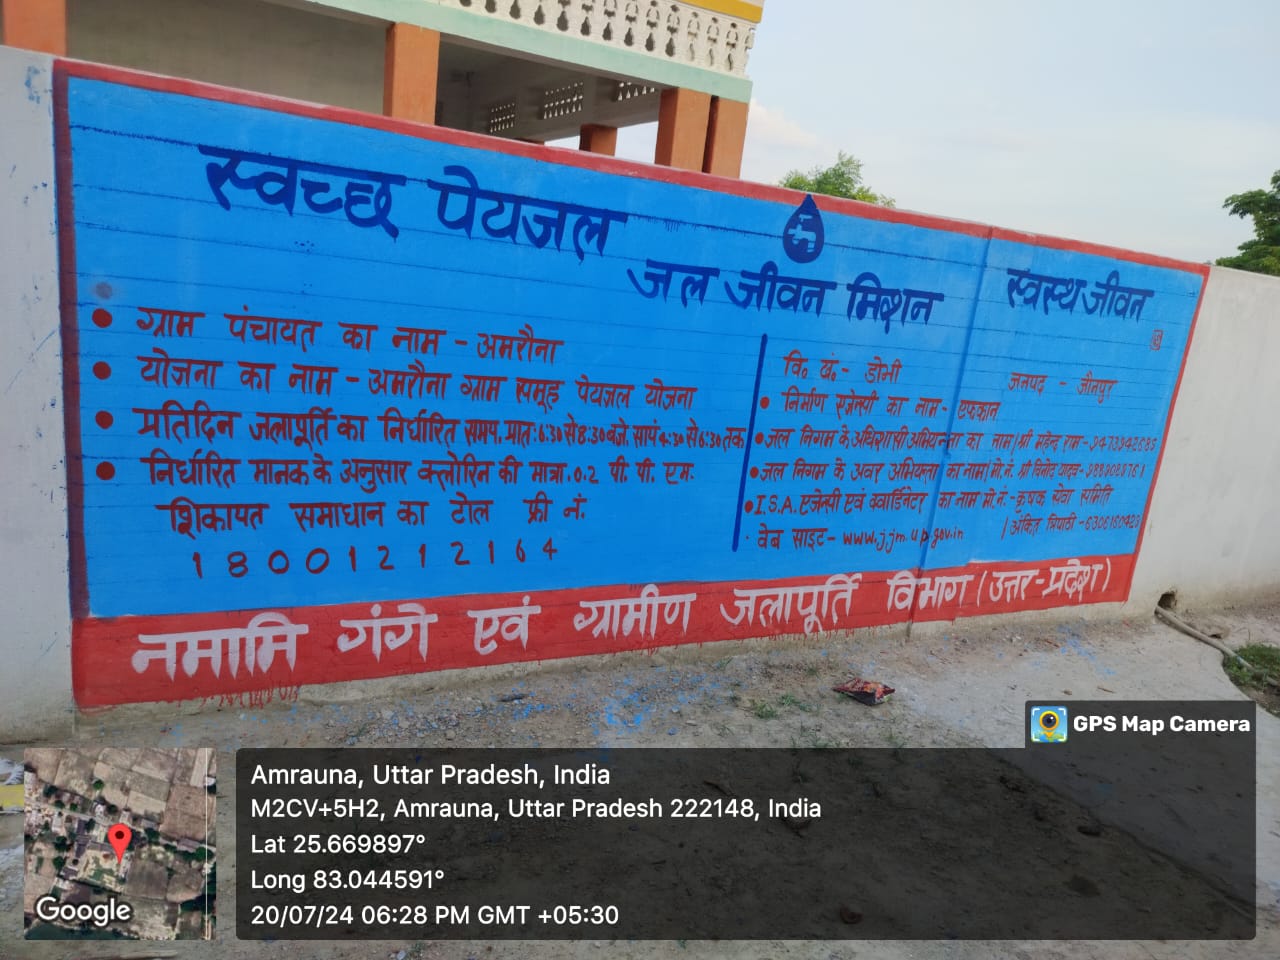 स्वच्छ पेयजल
जल जीवन मिशन
स्वस्थ जीवन
• ग्राम पंचायत का नाम - अमरौना
• योजना का नाम - अमरौना ग्राम समूह पेयजल योजना
• प्रतिदिन जलापूर्ति का निर्धारित समय. प्रात: 6:30 से 8:30 बजे. सायं 4:30 से 6:30 तक
• निर्धारित मानक के अनुसार क्लोरिन की मात्रा. 0.2 पी. पी. एम.
शिकायत समाधान का टोल फ्री नं.
18001212164
वि. खं. - डोभी
जनपद - जौनपुर
• निर्माण एजेन्सी का नाम - एफकान
• जल निगम के अधिशासी अभियन्ता का नाम / श्री महेन्द्र राम -
• जल निगम के अवर अभियन्ता का नाम / मो. नं. श्री विनोद यादव -
• I.S.A. एजेन्सी एवं क्वार्डिनेटर का नाम मो. नं. - कृषक सेवा समिति
/ अंकित त्रिपाठी -
• वेब साइट - www.jjm.up.gov.in
नमामि गंगे एवं ग्रामीण जलापूर्ति विभाग (उत्तर-प्रदेश)
GPS Map Camera
Amrauna, Uttar Pradesh, India
M2CV+5H2, Amrauna, Uttar Pradesh 222148, India
Lat 25.669897°
Long 83.044591°
20/07/24 06:28 PM GMT +05:30
Google